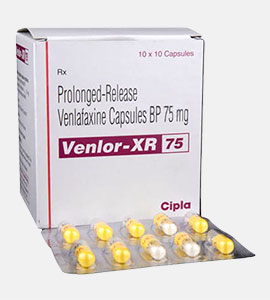 10 x 10 Capsules
Rx
Prolonged-Release
Venlafaxine Capsules BP 75 mg
Venlor-XR 75
Cipla